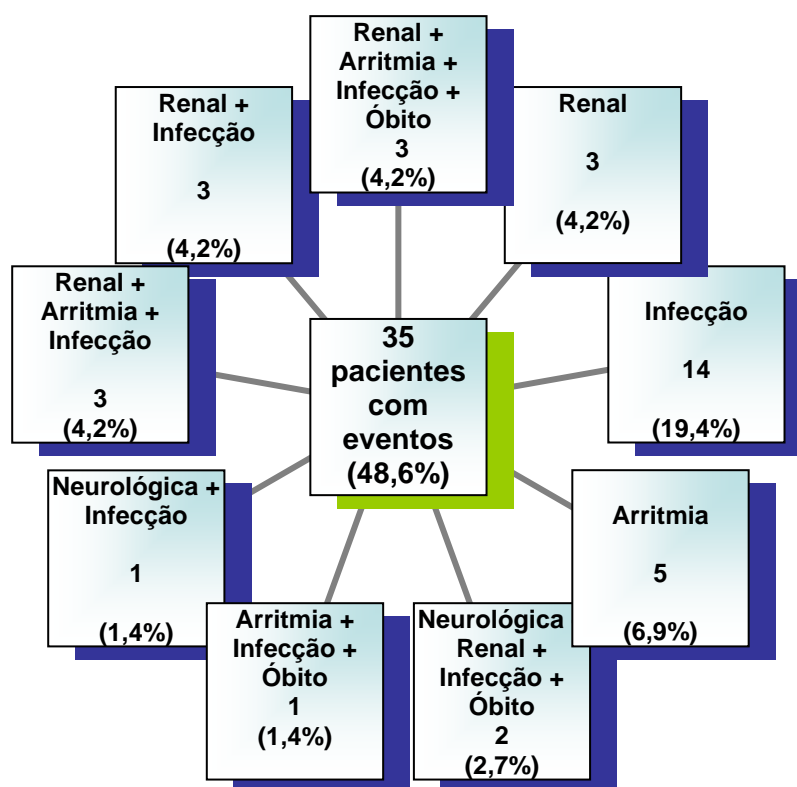 Renal +
Arritmia +
Infecção +
Óbito
3
(4,2%)
Renal
3
(4,2%)
Infecção
14
(19,4%)
Arritmia
5
(6,9%)
Neurológica
Renal +
Infecção +
Óbito
2
(2,7%)
Arritmia +
Infecção +
Óbito
1
(1,4%)
Neurológica +
Infecção
1
(1,4%)
Renal +
Arritmia +
Infecção
3
(4,2%)
Renal +
Infecção
3
(4,2%)
35
pacientes
com
eventos
(48,6%)